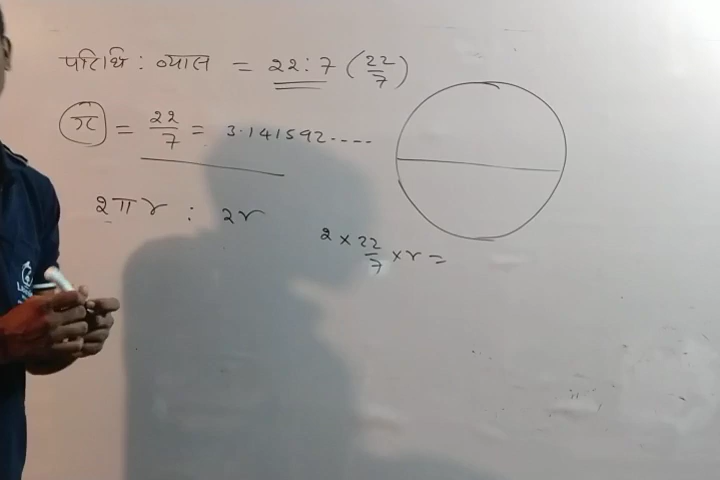 परिधि : व्यास = 22 : 7 (22/7)
π = 22/7 = 3.141592....
2πr : 2r
2 × 22/7 × r =